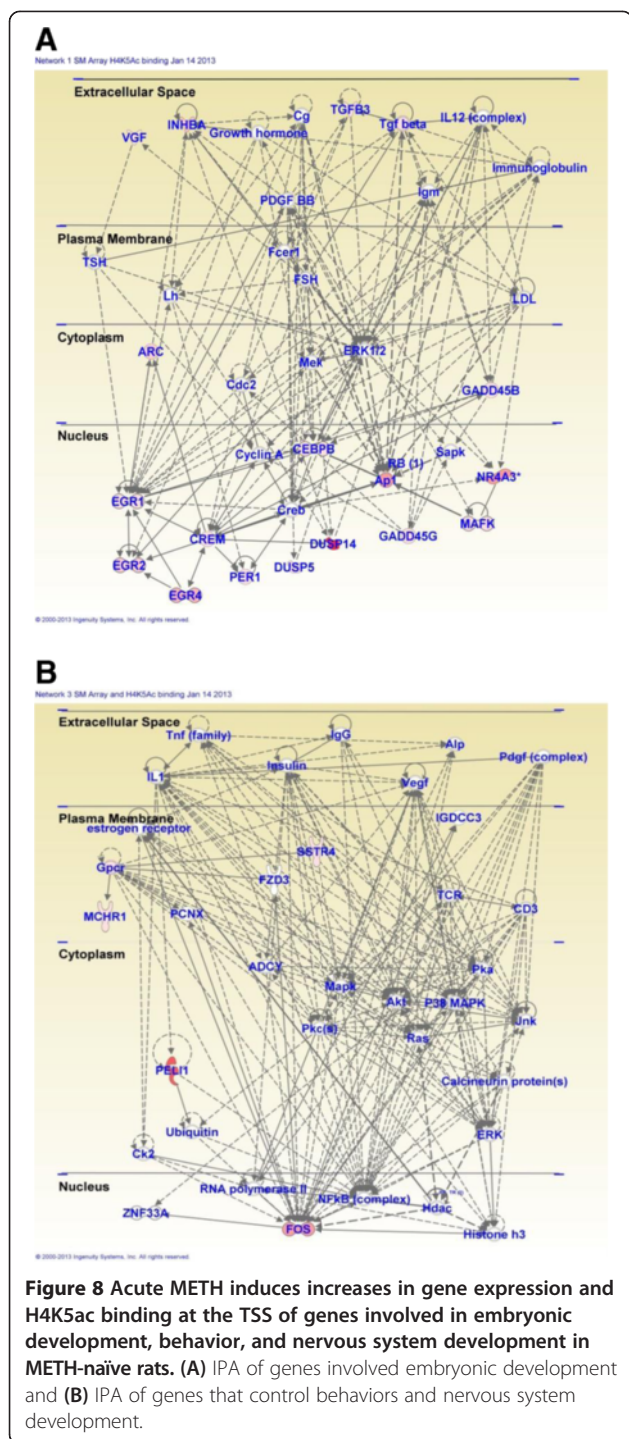 A
Network 1 SM Array H4K5Ac binding Jan 14 2013
Extracellular Space
INHBA
Growth hormone
Cg
TGFB3
Tgf beta
IL12 (complex)
VGF
Immunoglobulin
PDGF BB
Igm*
Plasma Membrane
Fcer1
TSH
FSH
Lh
LDL
Cytoplasm
ARC
Mek
ERK1/2
Cdc2
GADD45B
Nucleus
Cyclin A
CEBPB
RB (1)
Sapk
Ap1
NR4A3*
EGR1
Creb
MAFK
CREM
DUSP14
GADD45G
EGR2
PER1
DUSP5
EGR4
© 2000-2013 Ingenuity Systems, Inc. All rights reserved.
B
Network 3 SM Array and H4K5Ac binding Jan 14 2013
Extracellular Space
Tnf (family)
IgG
Alp
Pdgf (complex)
IL1
Insulin
Vegf
Plasma Membrane
IGDCC3
estrogen receptor
SSTR4
Gpcr
FZD3
TCR
CD3
MCHR1
PCNX
Cytoplasm
ADCY
Pka
Mapk
Akt
P38 MAPK
Pkc(s)
Ras
Jnk
PELI1
Calcineurin protein(s)
Ubiquitin
ERK
Ck2
Nucleus
RNA polymerase II
NFkB (complex)
Hdac
ZNF33A
FOS
Histone h3
© 2000-2013 Ingenuity Systems, Inc. All rights reserved.
Figure 8 Acute METH induces increases in gene expression and
H4K5ac binding at the TSS of genes involved in embryonic
development, behavior, and nervous system development in
METH-naïve rats. (A) IPA of genes involved embryonic development
and (B) IPA of genes that control behaviors and nervous system
development.